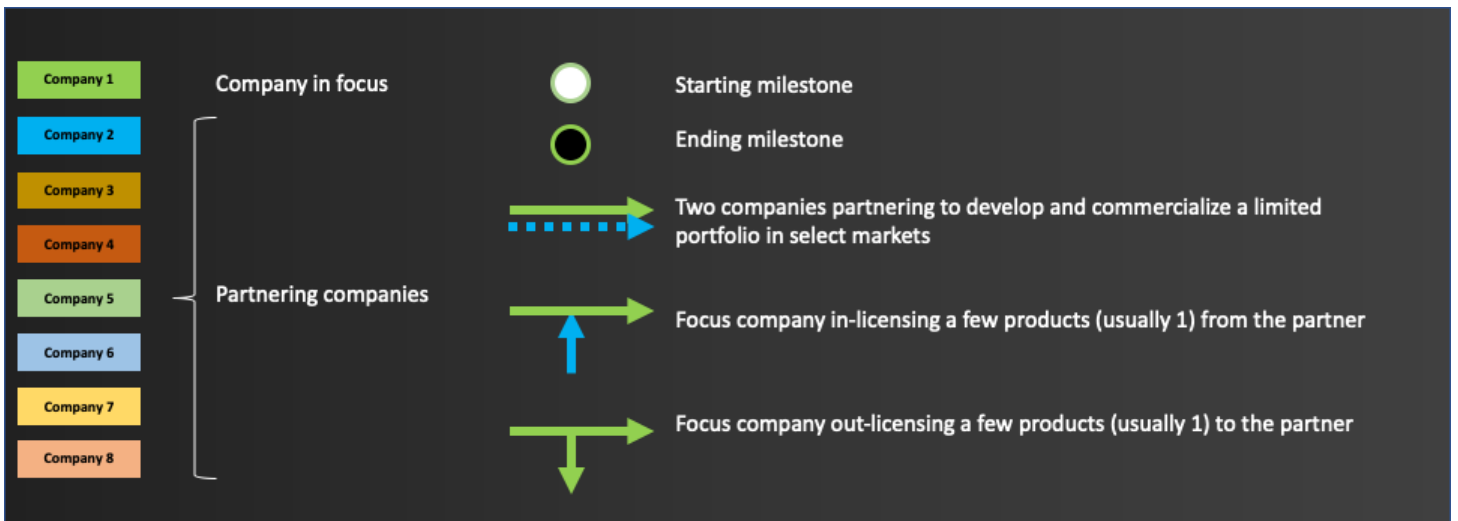 Company 1
Company in focus
Starting milestone
Company 2
Ending milestone
Company 3
Two companies partnering to develop and commercialize a limited
portfolio in select markets
Company 4
Company 5
Partnering companies
Focus company in-licensing a few products (usually 1) from the partner
Company 6
Company 7
Focus company out-licensing a few products (usually 1) to the partner
Company 8